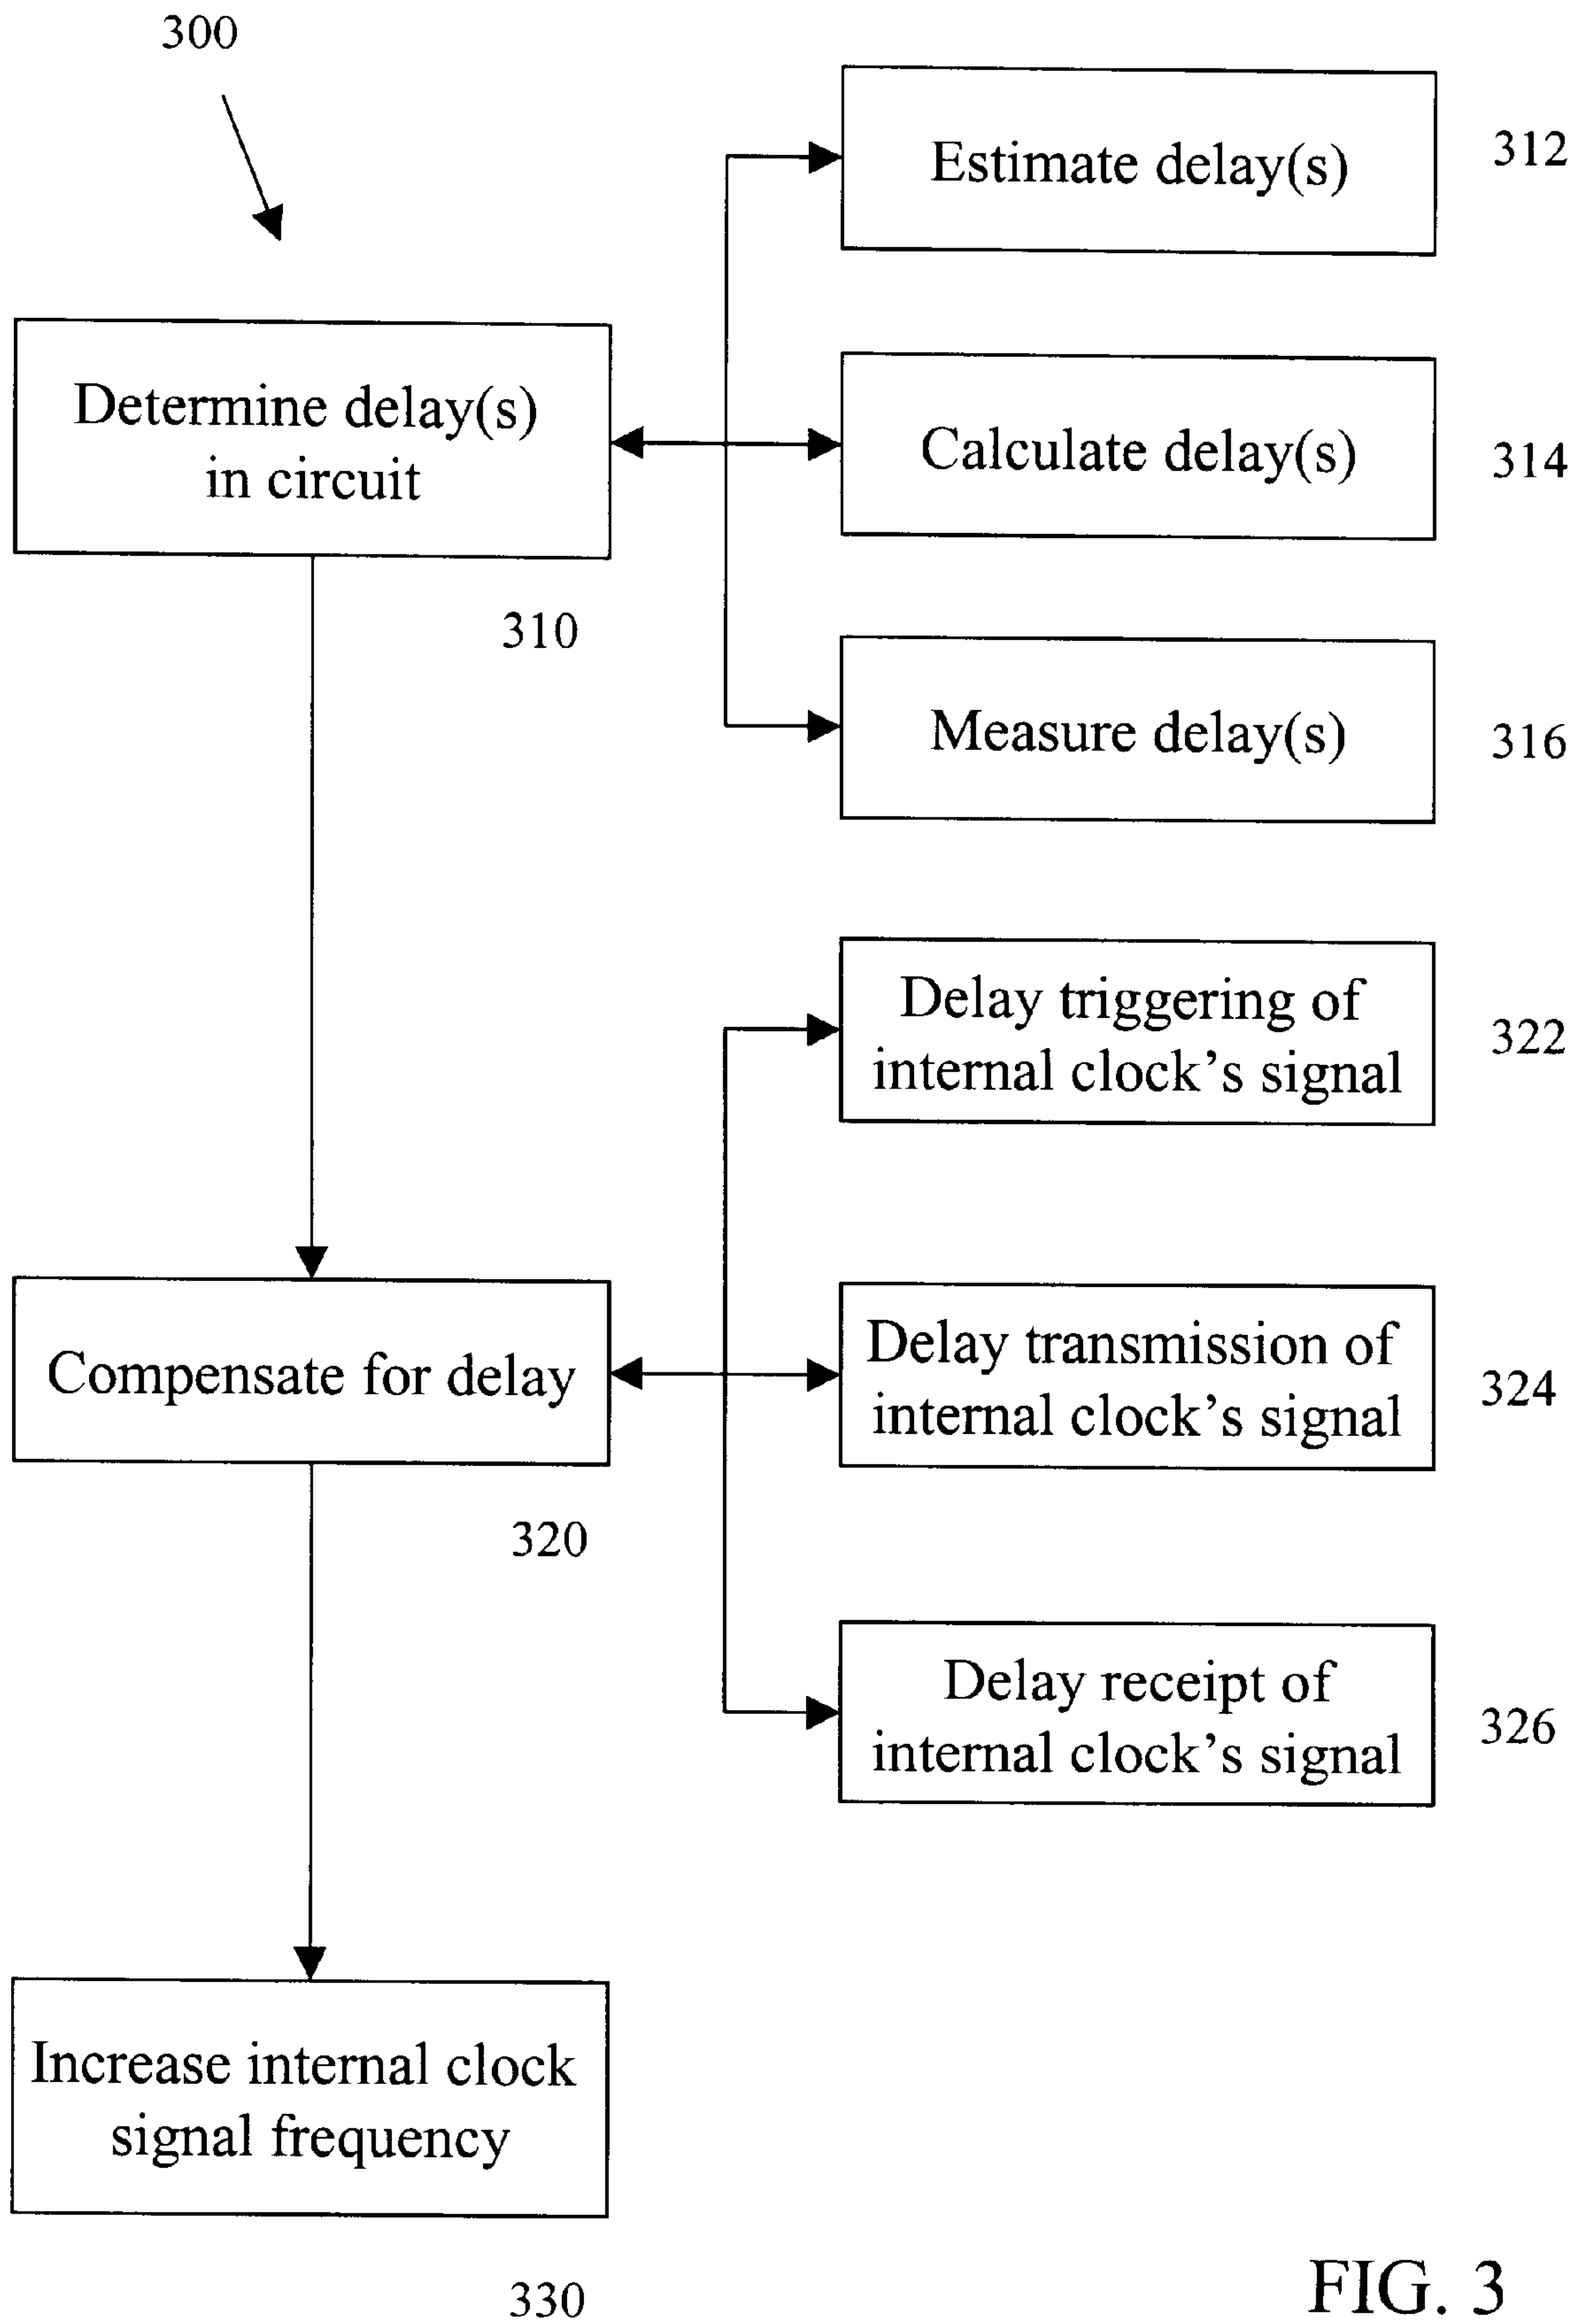 300
Estimate delay(s)
312
Determine delay(s)
in circuit
310
Calculate delay(s)
314
Measure delay(s)
316
Delay triggering of
internal clock's signal
322
Compensate for delay
320
Delay transmission of
internal clock's signal
324
Delay receipt of
internal clock's signal
326
Increase internal clock
signal frequency
330
FIG. 3